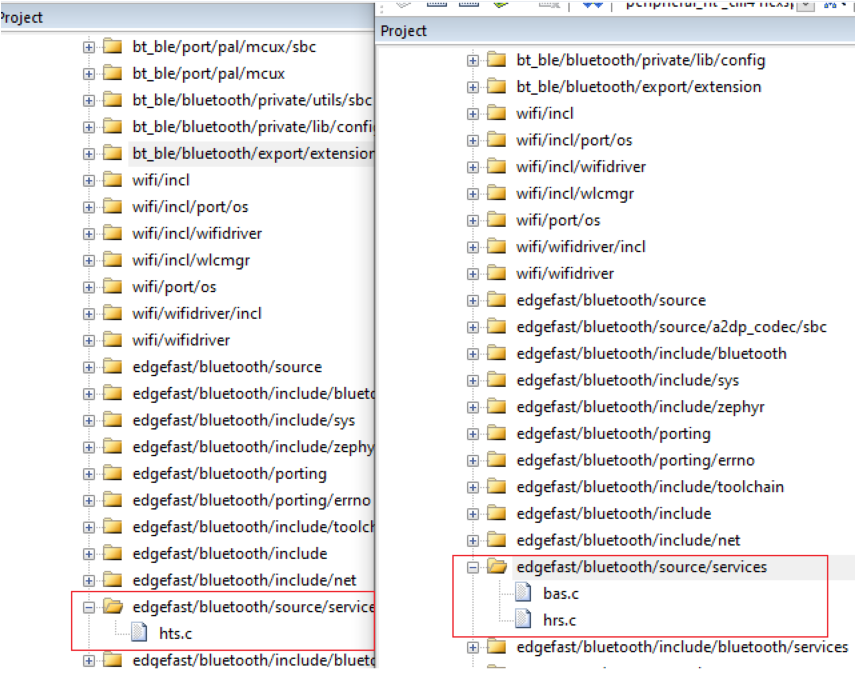 Project
bt_ble/port/pal/mcux/sbc
bt_ble/port/pal/mcux
bt_ble/bluetooth/private/utils/sbc
bt_ble/bluetooth/private/lib/config
bt_ble/bluetooth/export/extension
wifi/incl
wifi/incl/port/os
wifi/incl/wifidriver
wifi/incl/wlcmgr
wifi/port/os
wifi/wifidriver/incl
wifi/wifidriver
edgefast/bluetooth/source
edgefast/bluetooth/include/blueto
edgefast/bluetooth/include/sys
edgefast/bluetooth/include/zephy
edgefast/bluetooth/porting
edgefast/bluetooth/porting/errno
edgefast/bluetooth/include/toolch
edgefast/bluetooth/include
edgefast/bluetooth/include/net
edgefast/bluetooth/source/service
hts.c
edgefast/bluetooth/include/blueto
Project
bt_ble/bluetooth/private/lib/config
bt_ble/bluetooth/export/extension
wifi/incl
wifi/incl/port/os
wifi/incl/wifidriver
wifi/incl/wlcmgr
wifi/port/os
wifi/wifidriver/incl
wifi/wifidriver
edgefast/bluetooth/source
edgefast/bluetooth/source/a2dp_codec/sbc
edgefast/bluetooth/include/bluetooth
edgefast/bluetooth/include/sys
edgefast/bluetooth/include/zephyr
edgefast/bluetooth/porting
edgefast/bluetooth/porting/errno
edgefast/bluetooth/include/toolchain
edgefast/bluetooth/include
edgefast/bluetooth/include/net
edgefast/bluetooth/source/services
bas.c
hrs.c
edgefast/bluetooth/include/bluetooth/services